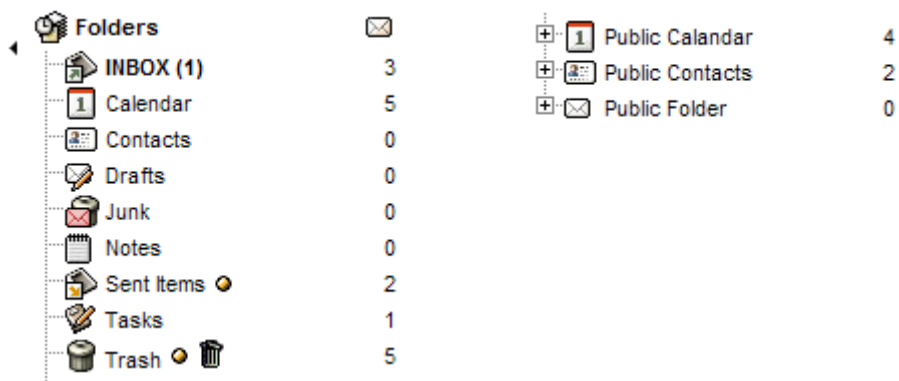 Folders
INBOX (1) 3
1 Calendar 5
Contacts 0
Drafts 0
Junk 0
Notes 0
Sent Items 2
Tasks 1
Trash 5
1 Public Calandar 4
Public Contacts 2
Public Folder 0